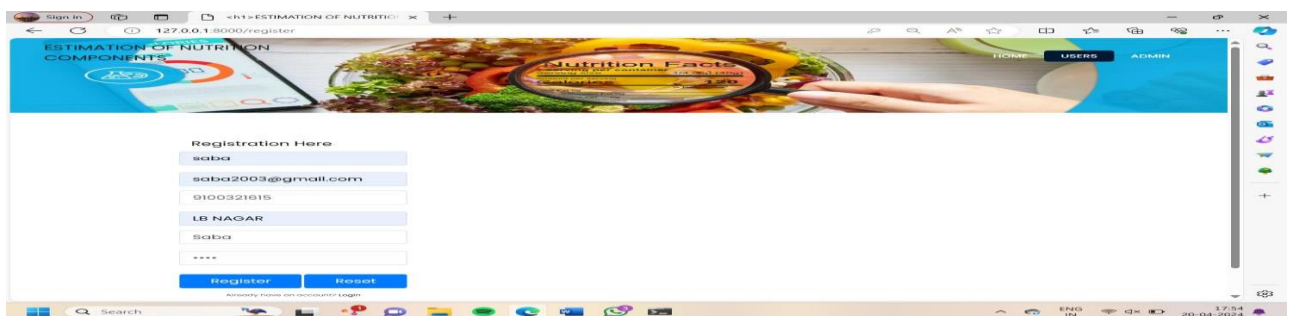 Sign in
<h1>ESTIMATION OF NUTRITIO
127.0.0.1:8000/register
ESTIMATION OF NUTRITION
COMPONENTS
HOME USERS ADMIN
Nutrition Facts
Calories 120
Registration Here
saba
saba2003@gmail.com
9100321615
LB NAGAR
Saba
****
Register Reset
Already have an account? Login
Search
ENG
IN
17:54
20-04-2024